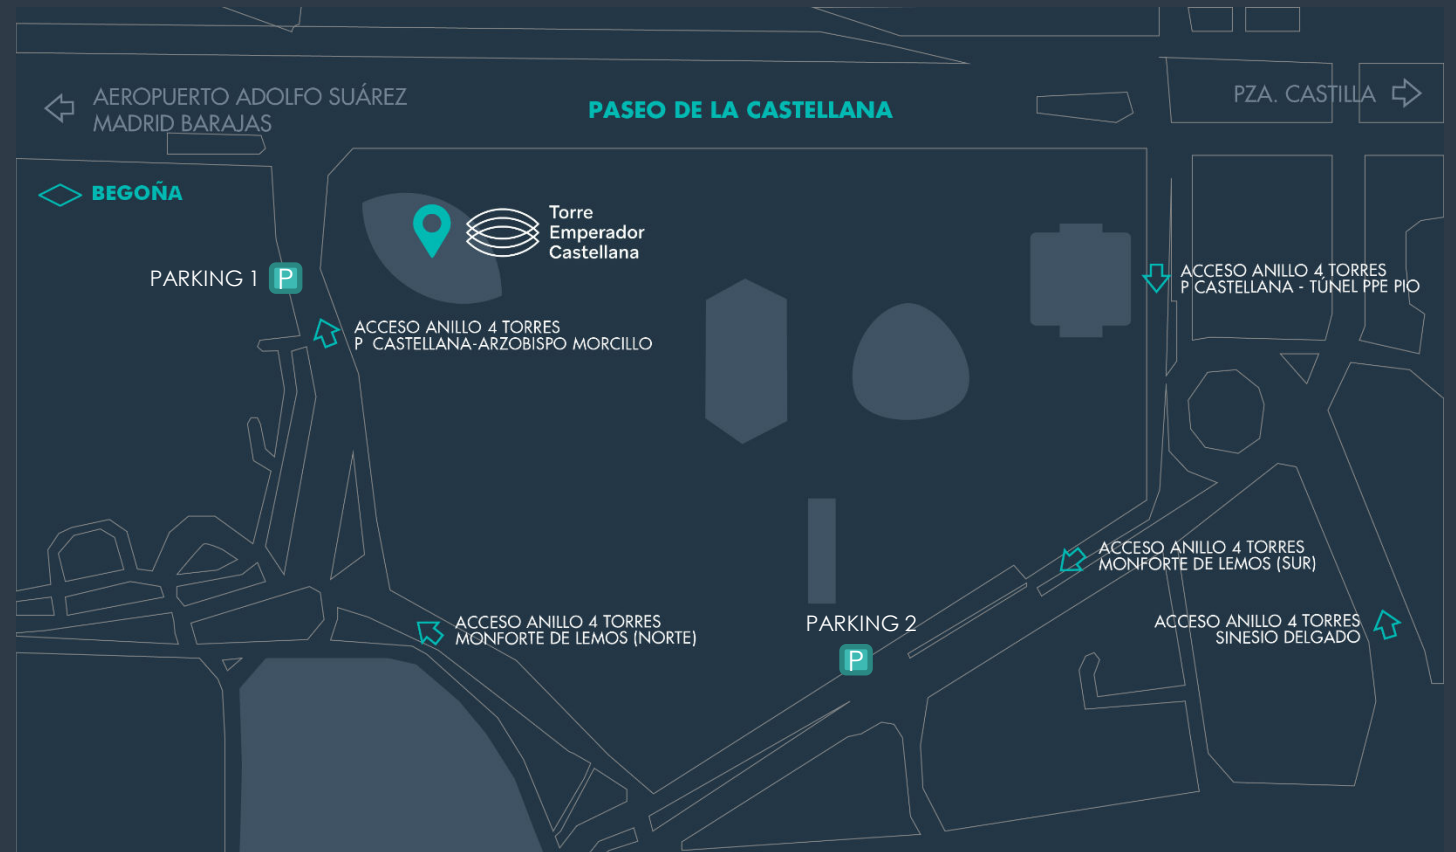 AEROPUERTO ADOLFO SUÁREZ
MADRID BARAJAS
PASEO DE LA CASTELLANA
PZA. CASTILLA
BEGOÑA
Torre
Emperador
Castellana
PARKING 1 P
ACCESO ANILLO 4 TORRES
P CASTELLANA - TÚNEL PPE PIO
ACCESO ANILLO 4 TORRES
P CASTELLANA-ARZOBISPO MORCILLO
ACCESO ANILLO 4 TORRES
MONFORTE DE LEMOS (SUR)
ACCESO ANILLO 4 TORRES
MONFORTE DE LEMOS (NORTE)
PARKING 2
P
ACCESO ANILLO 4 TORRES
SINESIO DELGADO